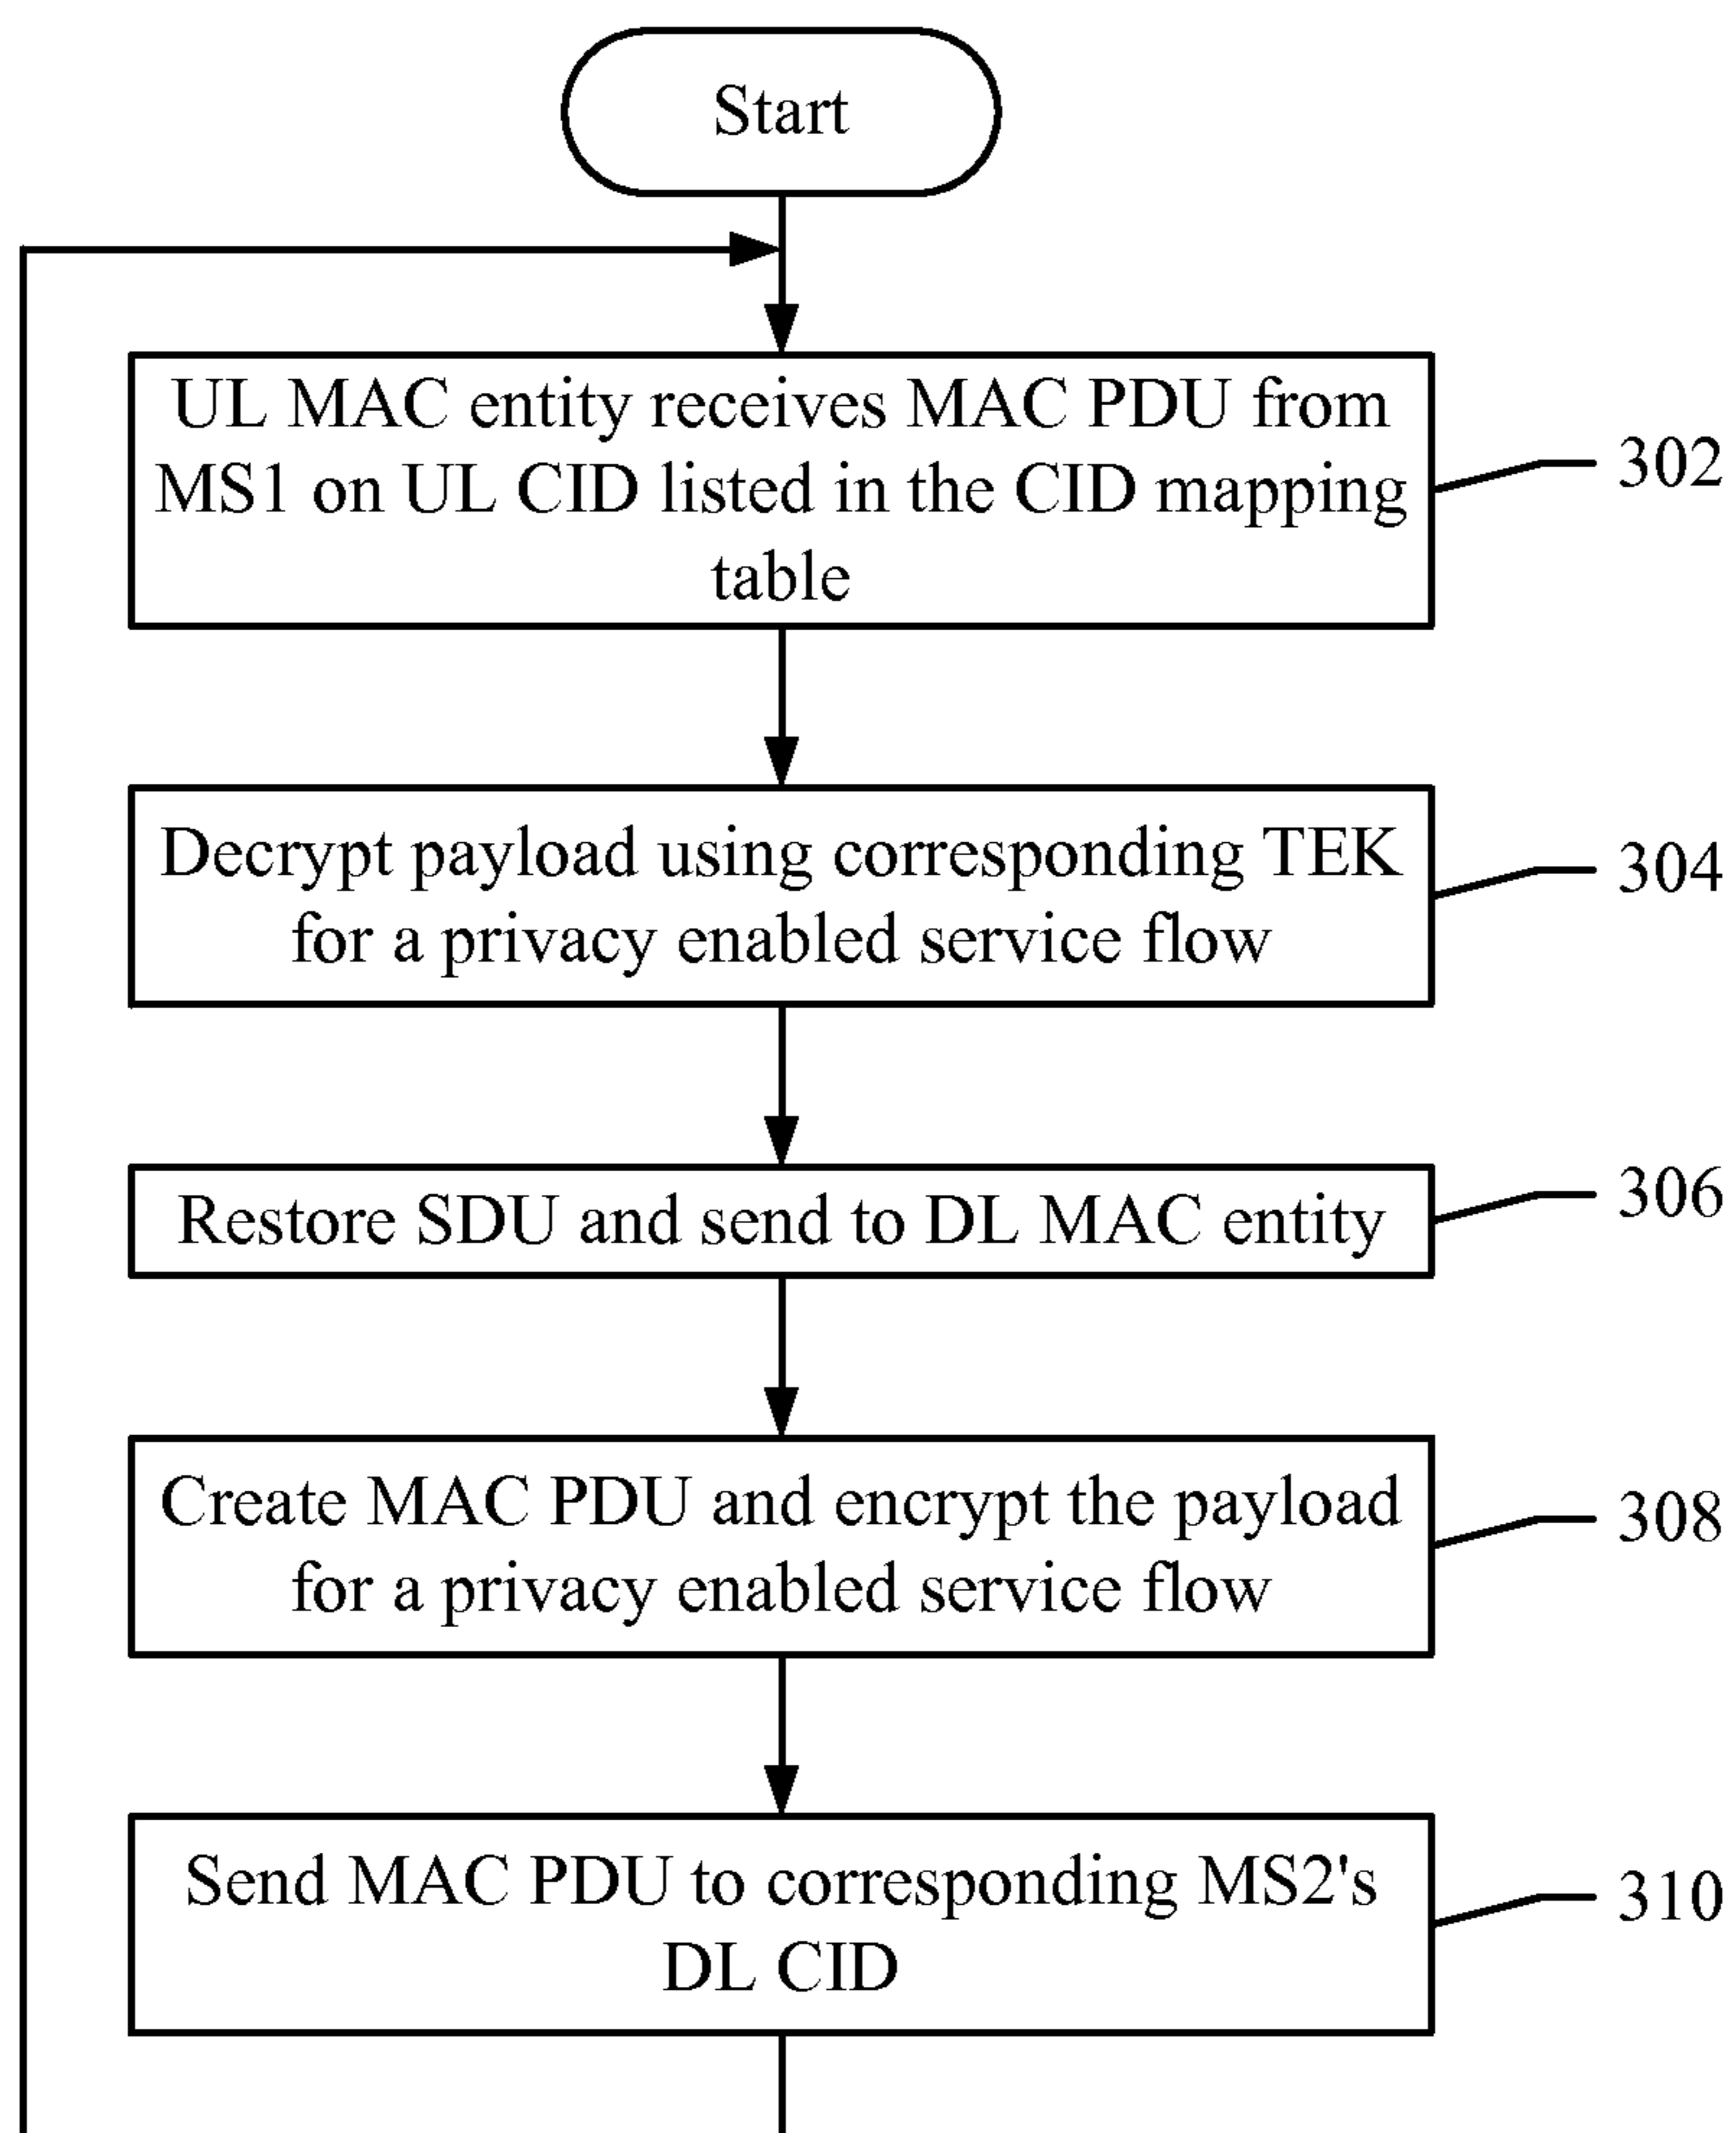 Start
UL MAC entity receives MAC PDU from
MS1 on UL CID listed in the CID mapping
table
302
Decrypt payload using corresponding TEK
for a privacy enabled service flow
304
Restore SDU and send to DL MAC entity
306
Create MAC PDU and encrypt the payload
for a privacy enabled service flow
308
Send MAC PDU to corresponding MS2's
DL CID
310